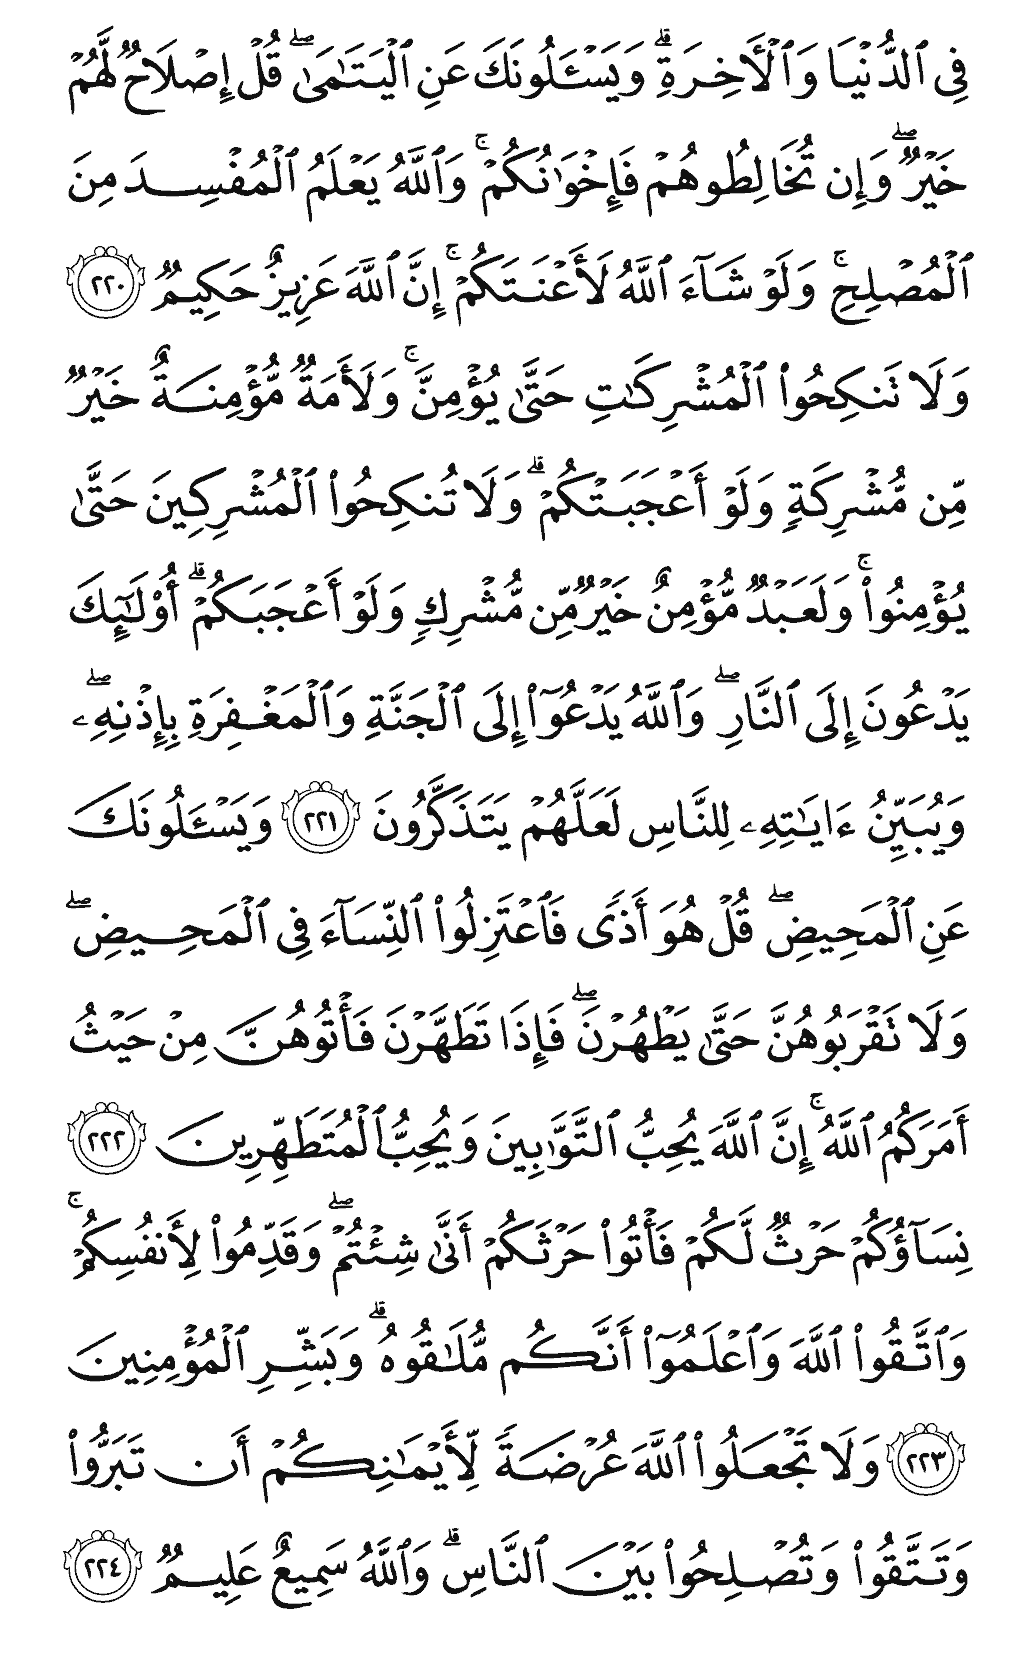 فِي ٱلدُّنۡيَا وَٱلۡأٓخِرَةِۗ وَيَسۡـَٔلُونَكَ عَنِ ٱلۡيَتَٰمَىٰۖ قُلۡ إِصۡلَاحٞ لَّهُمۡ
خَيۡرٞۖ وَإِن تُخَالِطُوهُمۡ فَإِخۡوَٰنُكُمۡۚ وَٱللَّهُ يَعۡلَمُ ٱلۡمُفۡسِدَ مِنَ
ٱلۡمُصۡلِحِۚ وَلَوۡ شَآءَ ٱللَّهُ لَأَعۡنَتَكُمۡۚ إِنَّ ٱللَّهَ عَزِيزٌ حَكِيمٞ ٢٢٠
وَلَا تَنكِحُواْ ٱلۡمُشۡرِكَٰتِ حَتَّىٰ يُؤۡمِنَّۚ وَلَأَمَةٞ مُّؤۡمِنَةٌ خَيۡرٞ
مِّن مُّشۡرِكَةٖ وَلَوۡ أَعۡجَبَتۡكُمۡۗ وَلَا تُنكِحُواْ ٱلۡمُشۡرِكِينَ حَتَّىٰ
يُؤۡمِنُواْۚ وَلَعَبۡدٞ مُّؤۡمِنٌ خَيۡرٞ مِّن مُّشۡرِكٖ وَلَوۡ أَعۡجَبَكُمۡۗ أُوْلَٰٓئِكَ
يَدۡعُونَ إِلَى ٱلنَّارِۖ وَٱللَّهُ يَدۡعُوٓاْ إِلَى ٱلۡجَنَّةِ وَٱلۡمَغۡفِرَةِ بِإِذۡنِهِۦۖ
وَيُبَيِّنُ ءَايَٰتِهِۦ لِلنَّاسِ لَعَلَّهُمۡ يَتَذَكَّرُونَ ٢٢١ وَيَسۡـَٔلُونَكَ
عَنِ ٱلۡمَحِيضِۖ قُلۡ هُوَ أَذٗى فَٱعۡتَزِلُواْ ٱلنِّسَآءَ فِي ٱلۡمَحِيضِۖ
وَلَا تَقۡرَبُوهُنَّ حَتَّىٰ يَطۡهُرۡنَۖ فَإِذَا تَطَهَّرۡنَ فَأۡتُوهُنَّ مِنۡ حَيۡثُ
أَمَرَكُمُ ٱللَّهُۚ إِنَّ ٱللَّهَ يُحِبُّ ٱلتَّوَّٰبِينَ وَيُحِبُّ ٱلۡمُتَطَهِّرِينَ ٢٢٢
نِسَآؤُكُمۡ حَرۡثٞ لَّكُمۡ فَأۡتُواْ حَرۡثَكُمۡ أَنَّىٰ شِئۡتُمۡۖ وَقَدِّمُواْ لِأَنفُسِكُمۡۚ
وَٱتَّقُواْ ٱللَّهَ وَٱعۡلَمُوٓاْ أَنَّكُم مُّلَٰقُوهُۗ وَبَشِّرِ ٱلۡمُؤۡمِنِينَ
٢٢٣ وَلَا تَجۡعَلُواْ ٱللَّهَ عُرۡضَةٗ لِّأَيۡمَٰنِكُمۡ أَن تَبَرُّواْ
وَتَتَّقُواْ وَتُصۡلِحُواْ بَيۡنَ ٱلنَّاسِۗ وَٱللَّهُ سَمِيعٌ عَلِيمٞ ٢٢٤